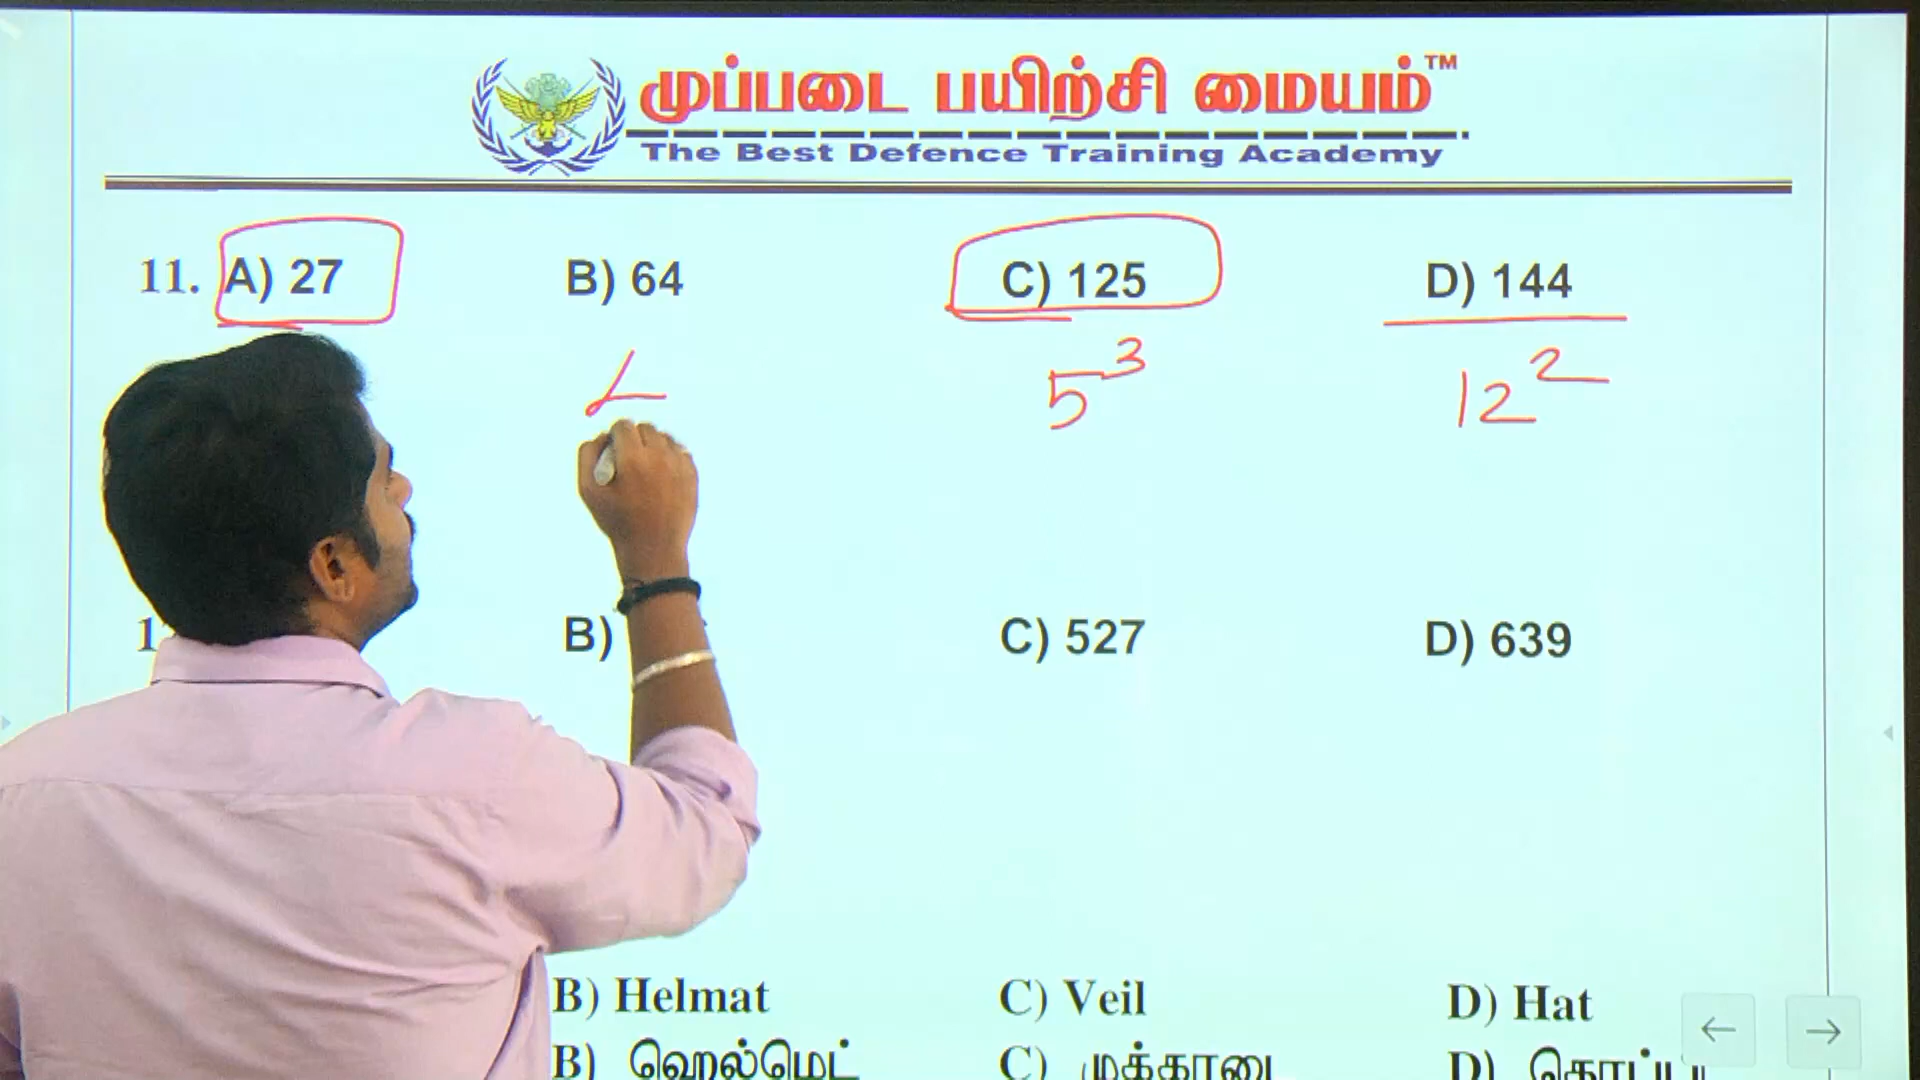 முப்படை பயிற்சி மையம்™
The Best Defence Training Academy
11. A) 27 B) 64 C) 125 D) 144
5³ 12²
B) C) 527 D) 639
B) Helmat C) Veil D) Hat
B) ஹெல்மெட் C) முக்காடை D)